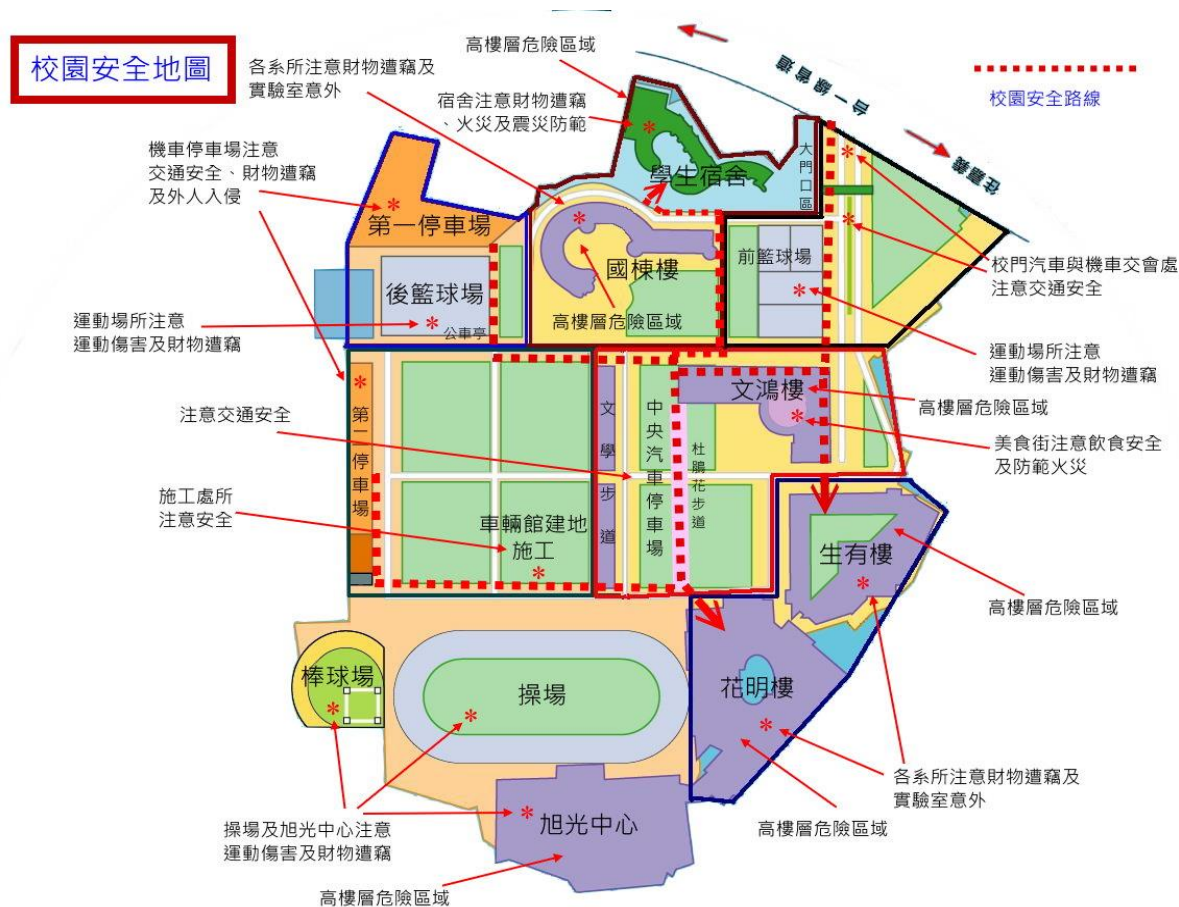 校園安全地圖
高樓層危險區域
各系所注意財物遭竊及
實驗室意外
宿舍注意財物遭竊
、火災及震災防範
台一線省道
往嘉義
校園安全路線
機車停車場注意
交通安全、財物遭竊
及外人入侵
學生宿舍
大門口區
第一停車場
國棟樓
前籃球場
校門汽車與機車交會處
注意交通安全
後籃球場
公車亭
高樓層危險區域
運動場所注意
運動傷害及財物遭竊
運動場所注意
運動傷害及財物遭竊
文鴻樓
高樓層危險區域
第二停車場
文學步道
中央汽車停車場
杜鵑花步道
注意交通安全
美食街注意飲食安全
及防範火災
施工處所
注意安全
車輛館建地
施工
生有樓
高樓層危險區域
棒球場
操場
花明樓
各系所注意財物遭竊及
實驗室意外
旭光中心
高樓層危險區域
操場及旭光中心注意
運動傷害及財物遭竊
高樓層危險區域